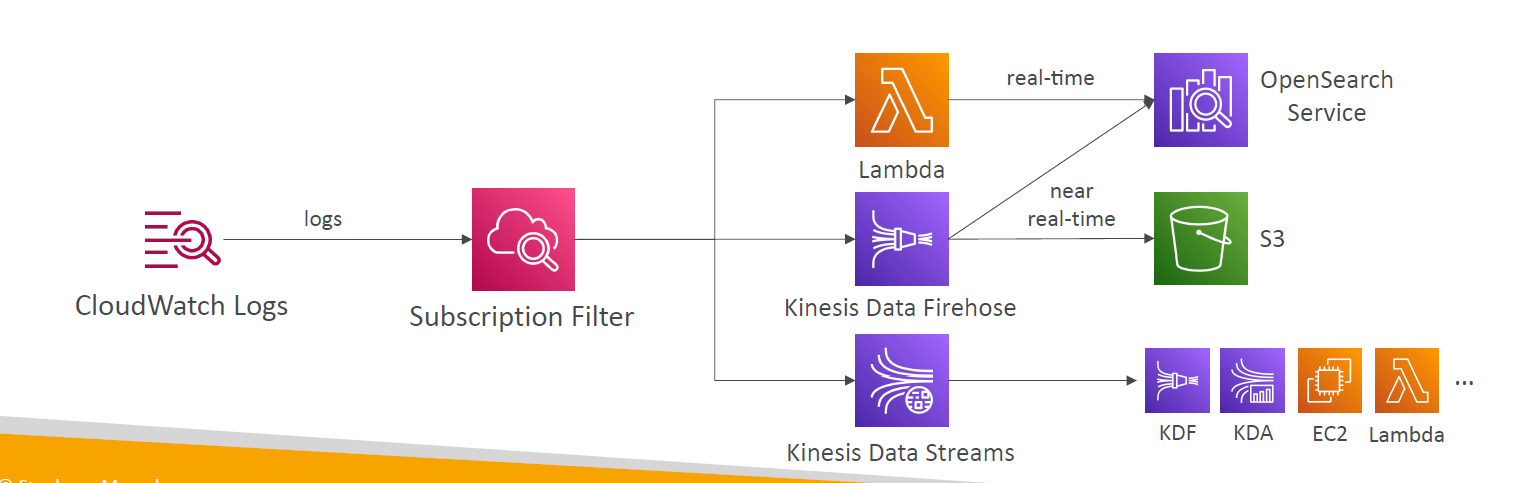 CloudWatch Logs
logs
Subscription Filter
Lambda
real-time
OpenSearch
Service
Kinesis Data Firehose
near
real-time
S3
Kinesis Data Streams
KDF
KDA
EC2
Lambda
...